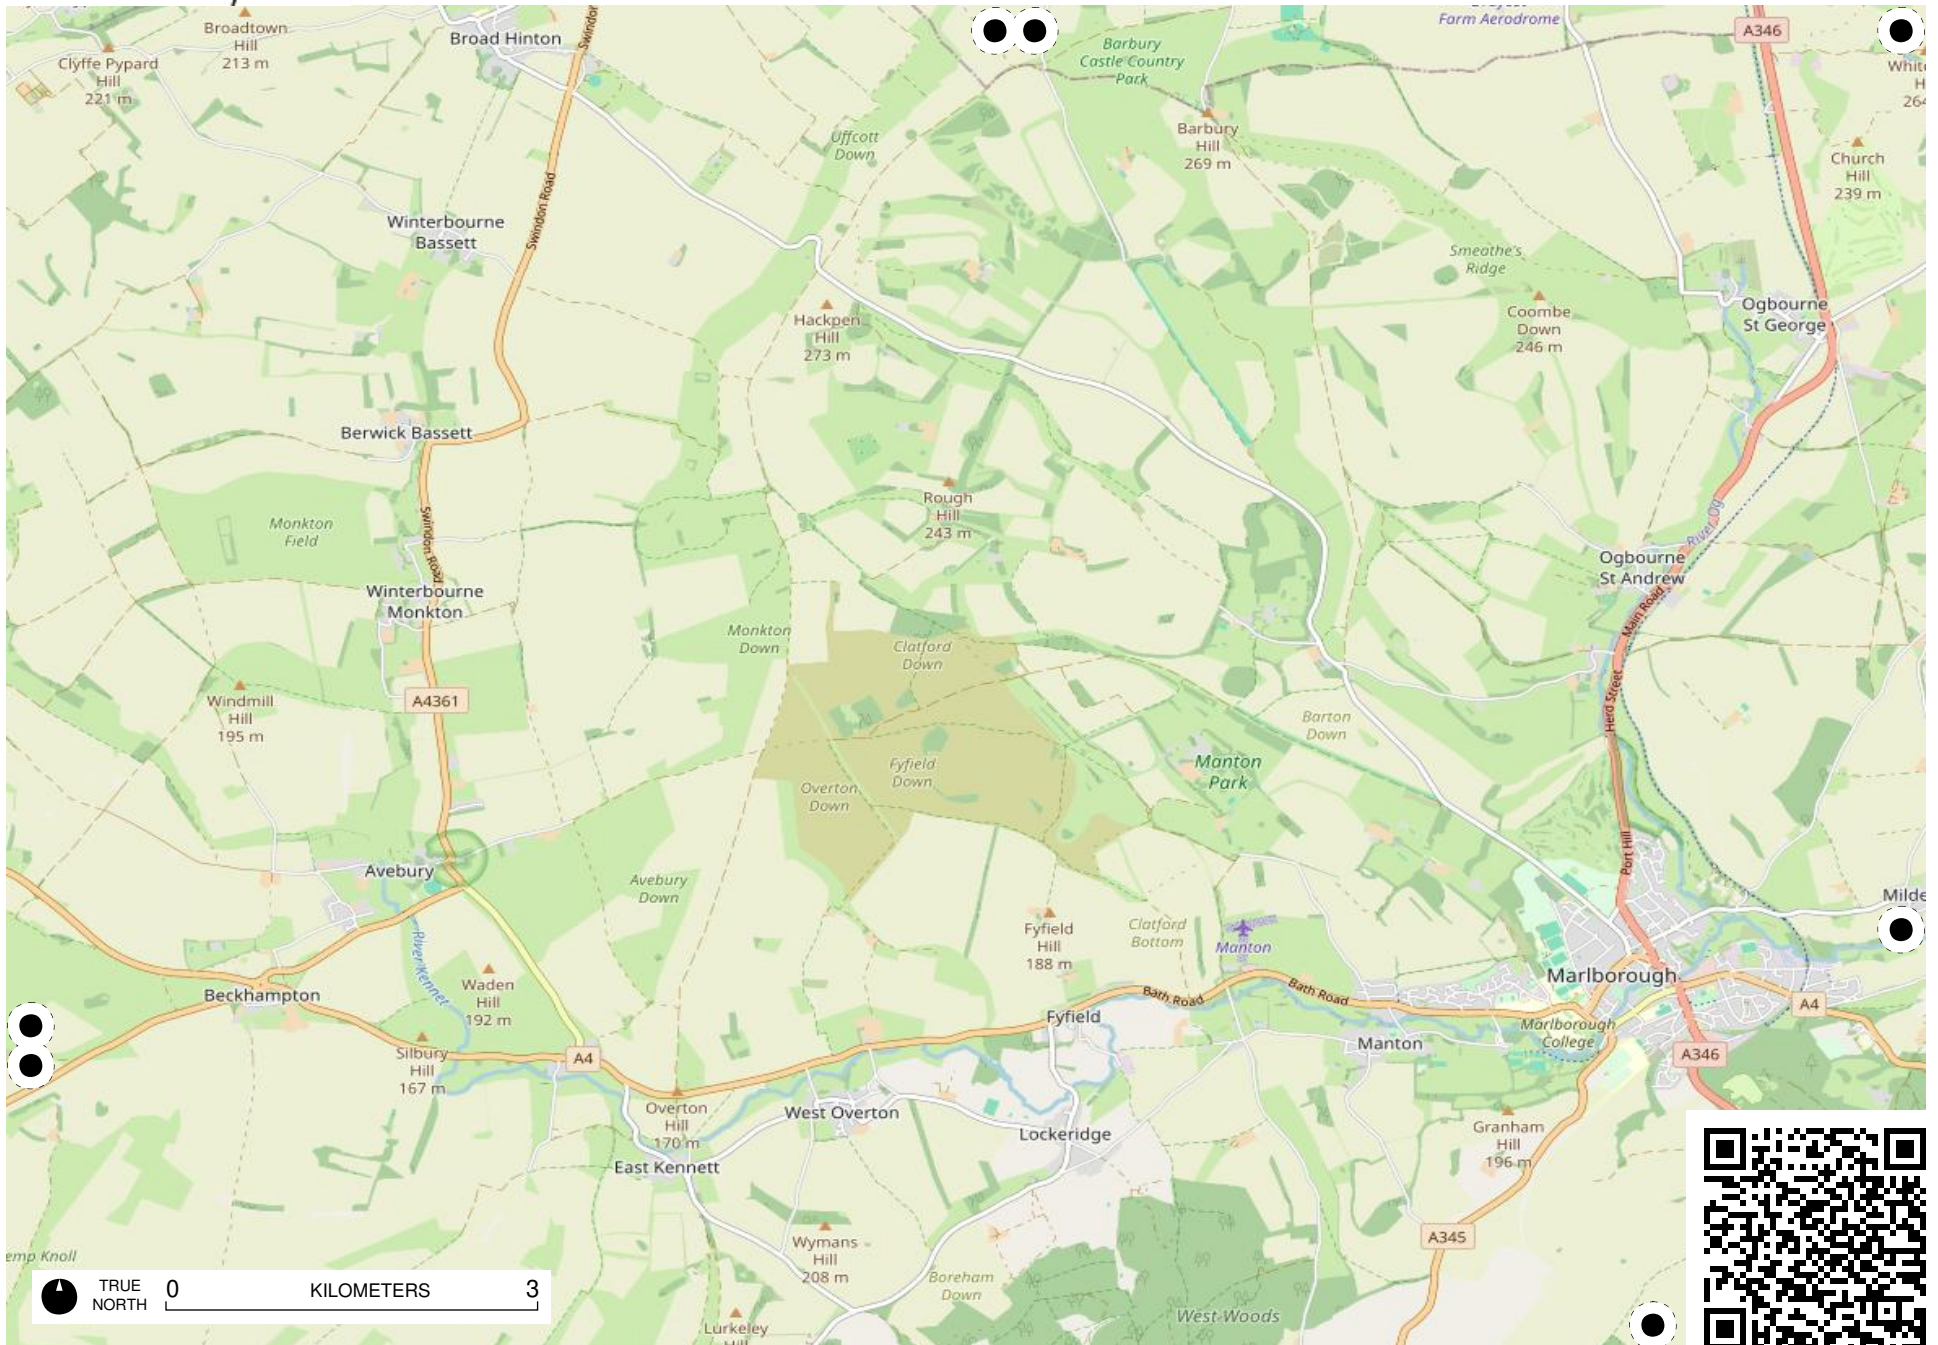 Broadtown
Hill
213 m
Broad Hinton
Swindon
Farm Aerodrome
A346
Clyffe Pypard
Hill
221 m
Barbury
Castle Country
Park
Uffcott
Down
Barbury
Hill
269 m
Church
Hill
239 m
Swindon Road
Winterbourne
Bassett
Smeathe's
Ridge
Hackpen
Hill
273 m
Coombe
Down
246 m
Ogbourne
St George
Berwick Bassett
Rough
Hill
243 m
Monkton
Field
Swindon Road
River Og
Ogbourne
St Andrew
Winterbourne
Monkton
Main Road
Monkton
Down
Clatford
Down
Windmill
Hill
195 m
A4361
Herd Street
Barton
Down
Manton
Park
Fyfield
Down
Overton
Down
Port Hill
Avebury
Avebury
Down
Milde
Fyfield
Hill
188 m
Clatford
Bottom
Manton
River Kennet
Waden
Hill
192 m
Beckhampton
Bath Road
Bath Road
Marlborough
A4
Fyfield
Marlborough
College
Manton
A346
Silbury
Hill
167 m
A4
Overton
Hill
170 m
West Overton
Lockeridge
Granham
Hill
196 m
East Kennett
A345
Wymans
Hill
208 m
emp Knoll
Boreham
Down
West Woods
Lurkeley
Hill
TRUE
NORTH
0 KILOMETERS 3